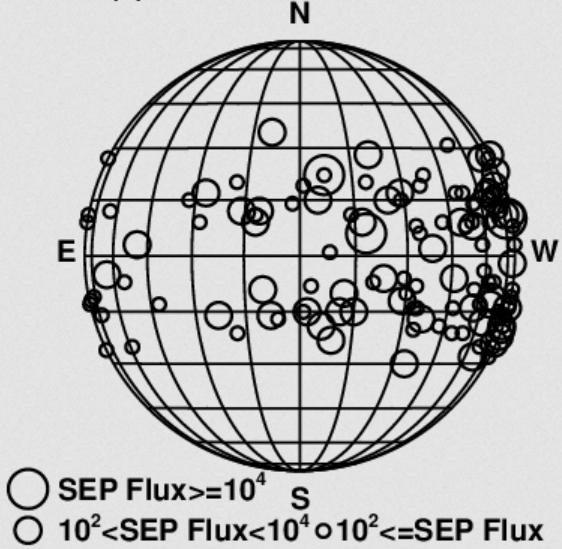 N
E W
SEP Flux>=10⁴
S
10²<SEP Flux<10⁴ 10²<=SEP Flux